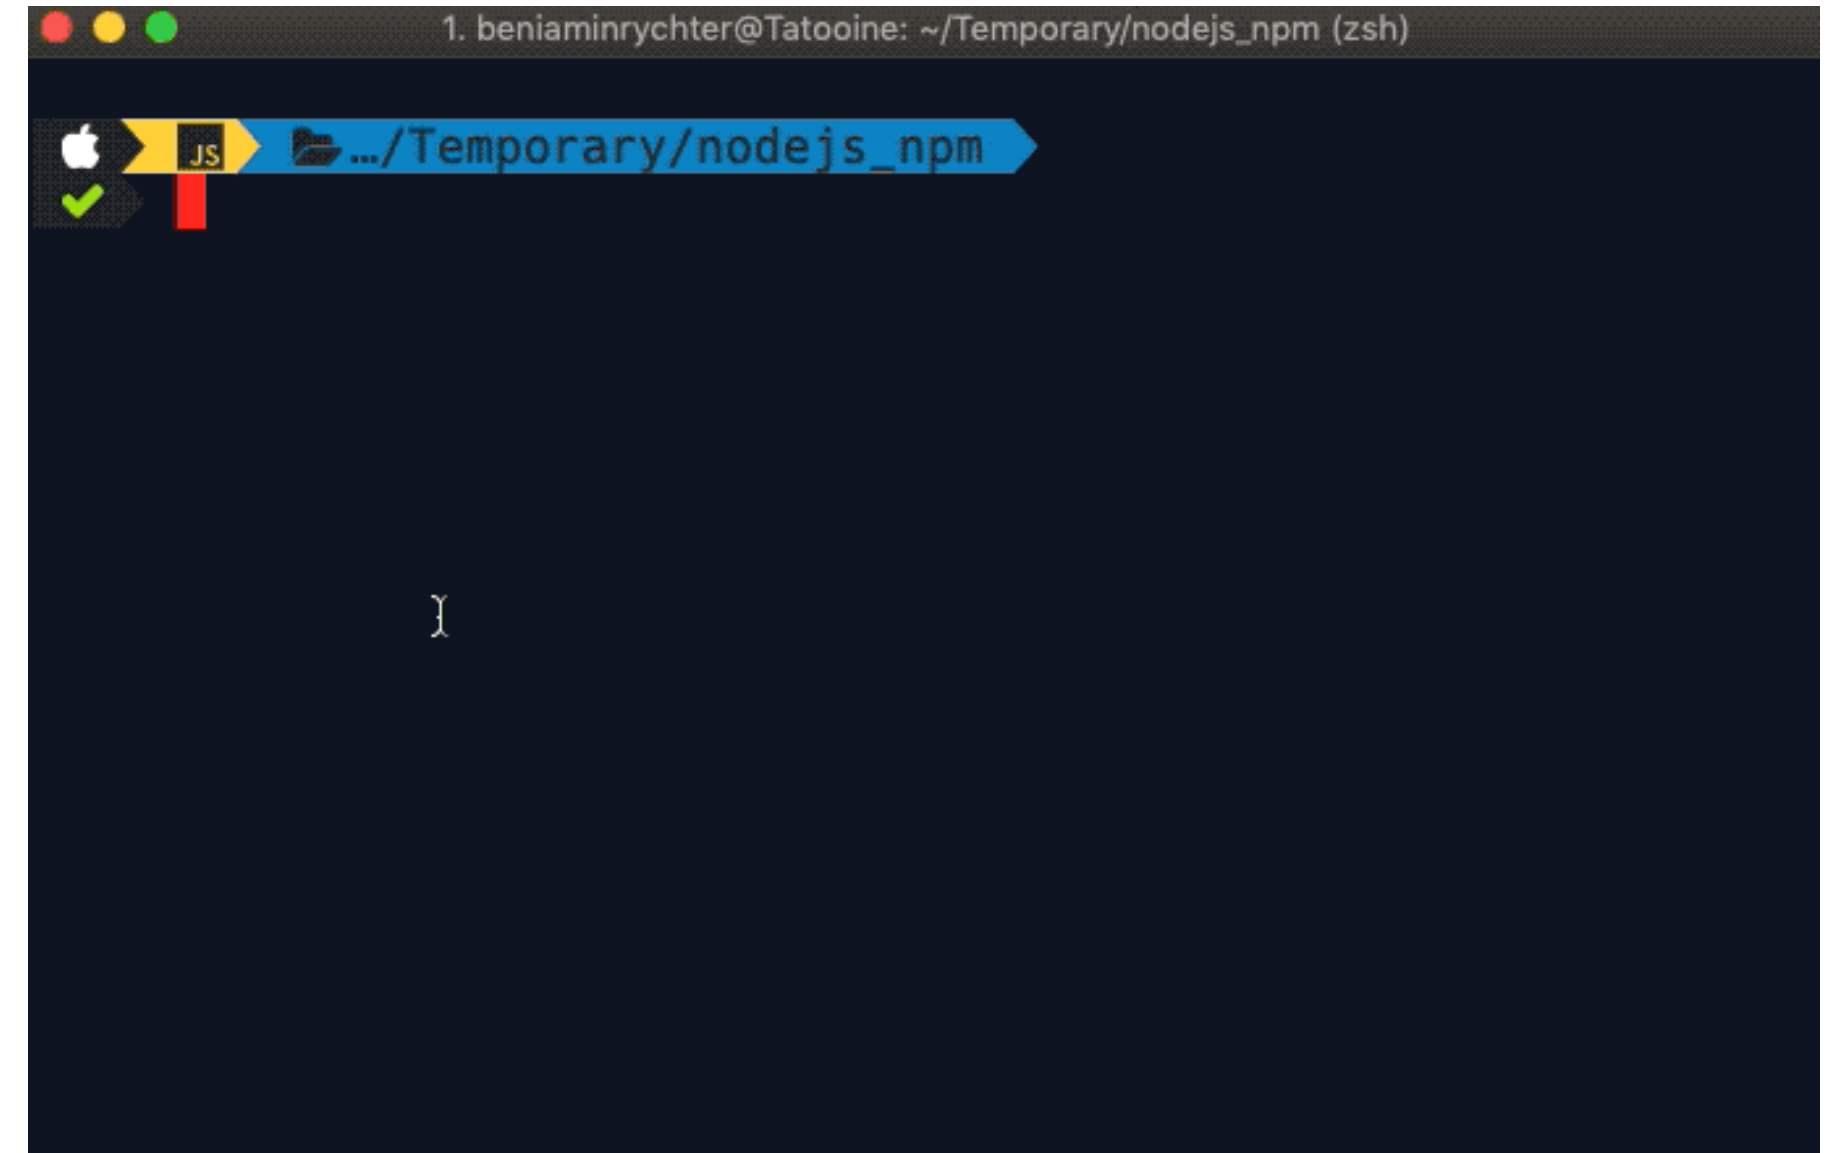 1. beniaminrychter@Tatooine: ~/Temporary/nodejs_npm (zsh)
JS …/Temporary/nodejs_npm